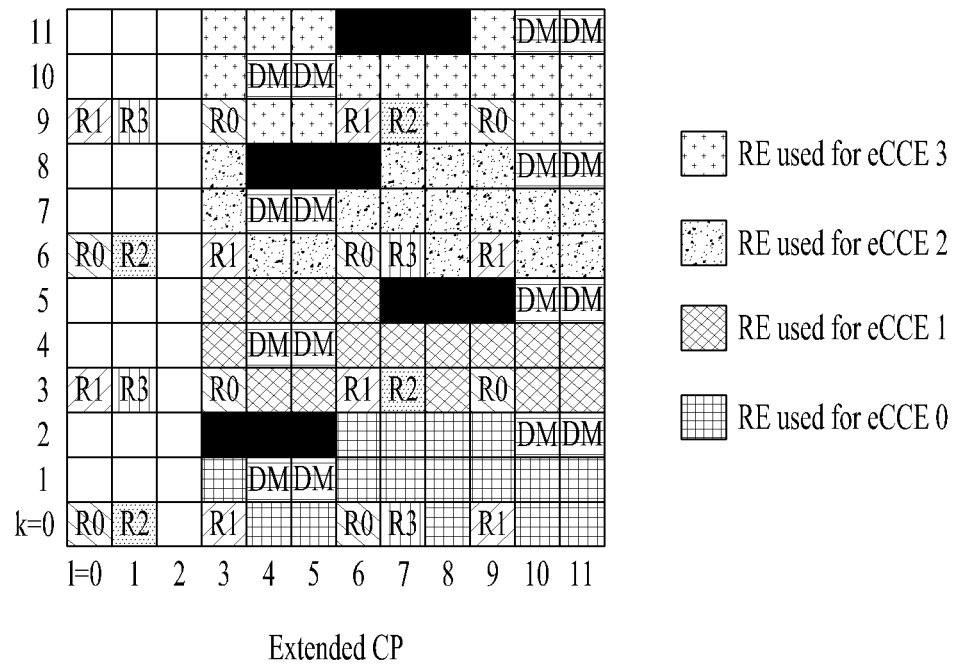 11 DM DM
10 DM DM
9 R1 R3 R0 R1 R2 R0
8 DM DM
7 DM DM
6 R0 R2 R1 R0 R3 R1
5 DM DM
4 DM DM
3 R1 R3 R0 R1 R2 R0
2 DM DM
1 DM DM
k=0 R0 R2 R1 R0 R3 R1
l=0 1 2 3 4 5 6 7 8 9 10 11
Extended CP
RE used for eCCE 3
RE used for eCCE 2
RE used for eCCE 1
RE used for eCCE 0